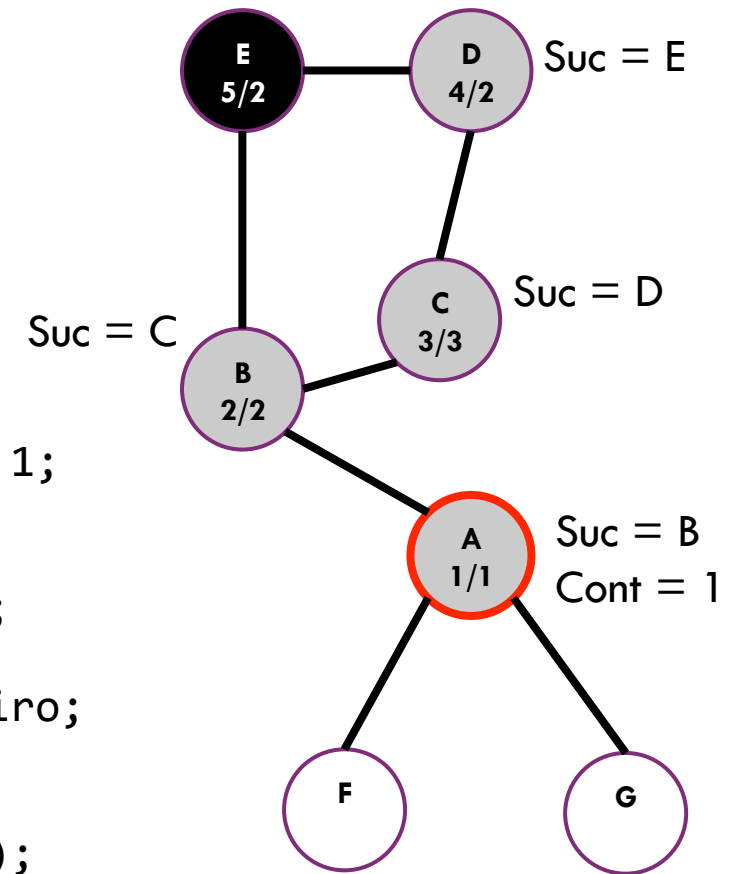 E
5/2
D
4/2
Suc = E
C
3/3
Suc = D
Suc = C
B
2/2
1;
A
1/1
Suc = B
Cont = 1
;
iro;
F
G
);